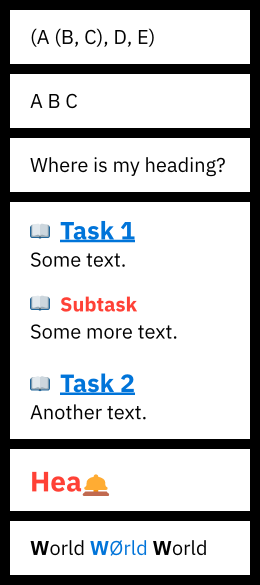 (A (B, C), D, E)
A B C
Where is my heading?
📖 Task 1
Some text.
📖 Subtask
Some more text.
📖 Task 2
Another text.
Hea🛎
World WØrld World